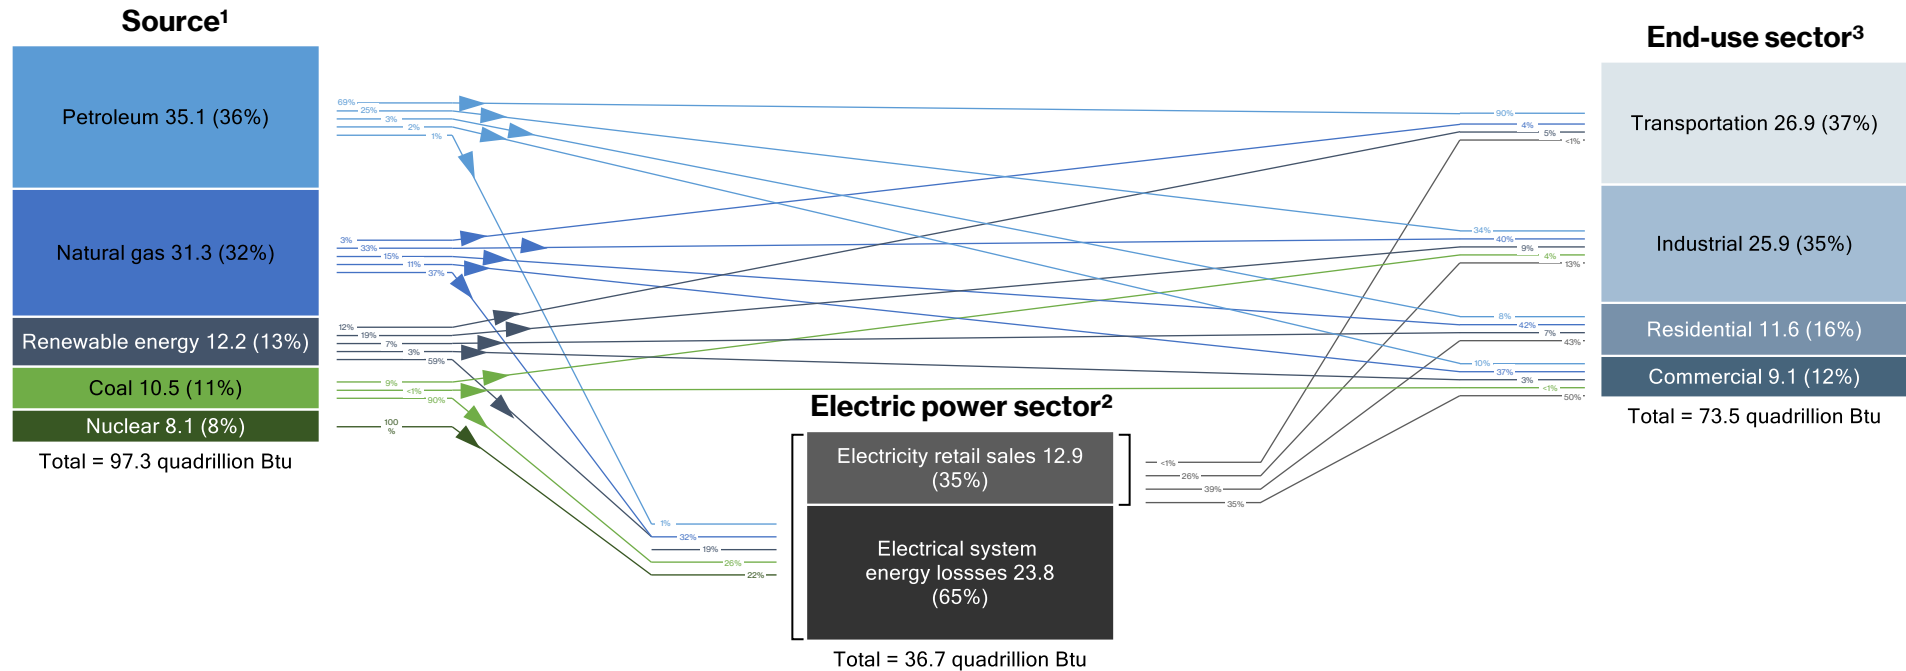 Source¹
Petroleum 35.1 (36%)
Natural gas 31.3 (32%)
Renewable energy 12.2 (13%)
Coal 10.5 (11%)
Nuclear 8.1 (8%)
Total = 97.3 quadrillion Btu
69%
25%
3%
2%
1%
3%
33%
15%
11%
37%
12%
19%
7%
3%
59%
9%
<1%
90%
100
%
1%
32%
19%
26%
22%
Electric power sector²
Electricity retail sales 12.9
(35%)
Electrical system
energy lossses 23.8
(65%)
Total = 36.7 quadrillion Btu
<1%
26%
39%
35%
90%
4%
5%
<1%
34%
40%
9%
4%
13%
8%
42%
7%
43%
10%
37%
3%
<1%
50%
End-use sector³
Transportation 26.9 (37%)
Industrial 25.9 (35%)
Residential 11.6 (16%)
Commercial 9.1 (12%)
Total = 73.5 quadrillion Btu